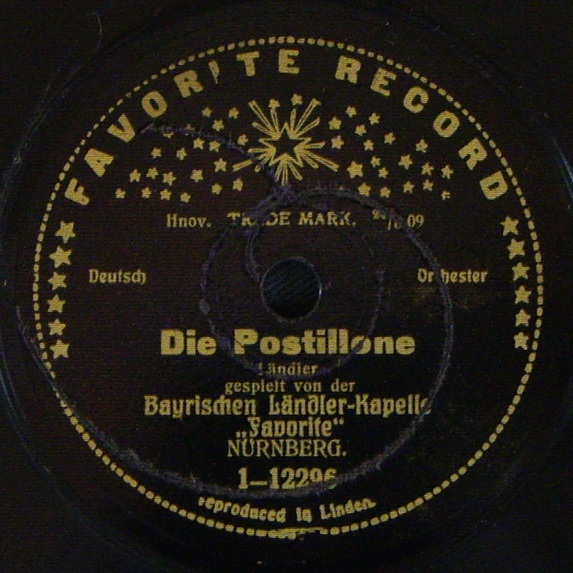 FAVORITE RECORD
Hnov. TRADE MARK. 09
Deutsch Orchester
Die Postillone
Ländler
gespielt von der
Bayrischen Ländler-Kapelle
„Favorite“
NÜRNBERG.
1—12296
reproduced in Linden.